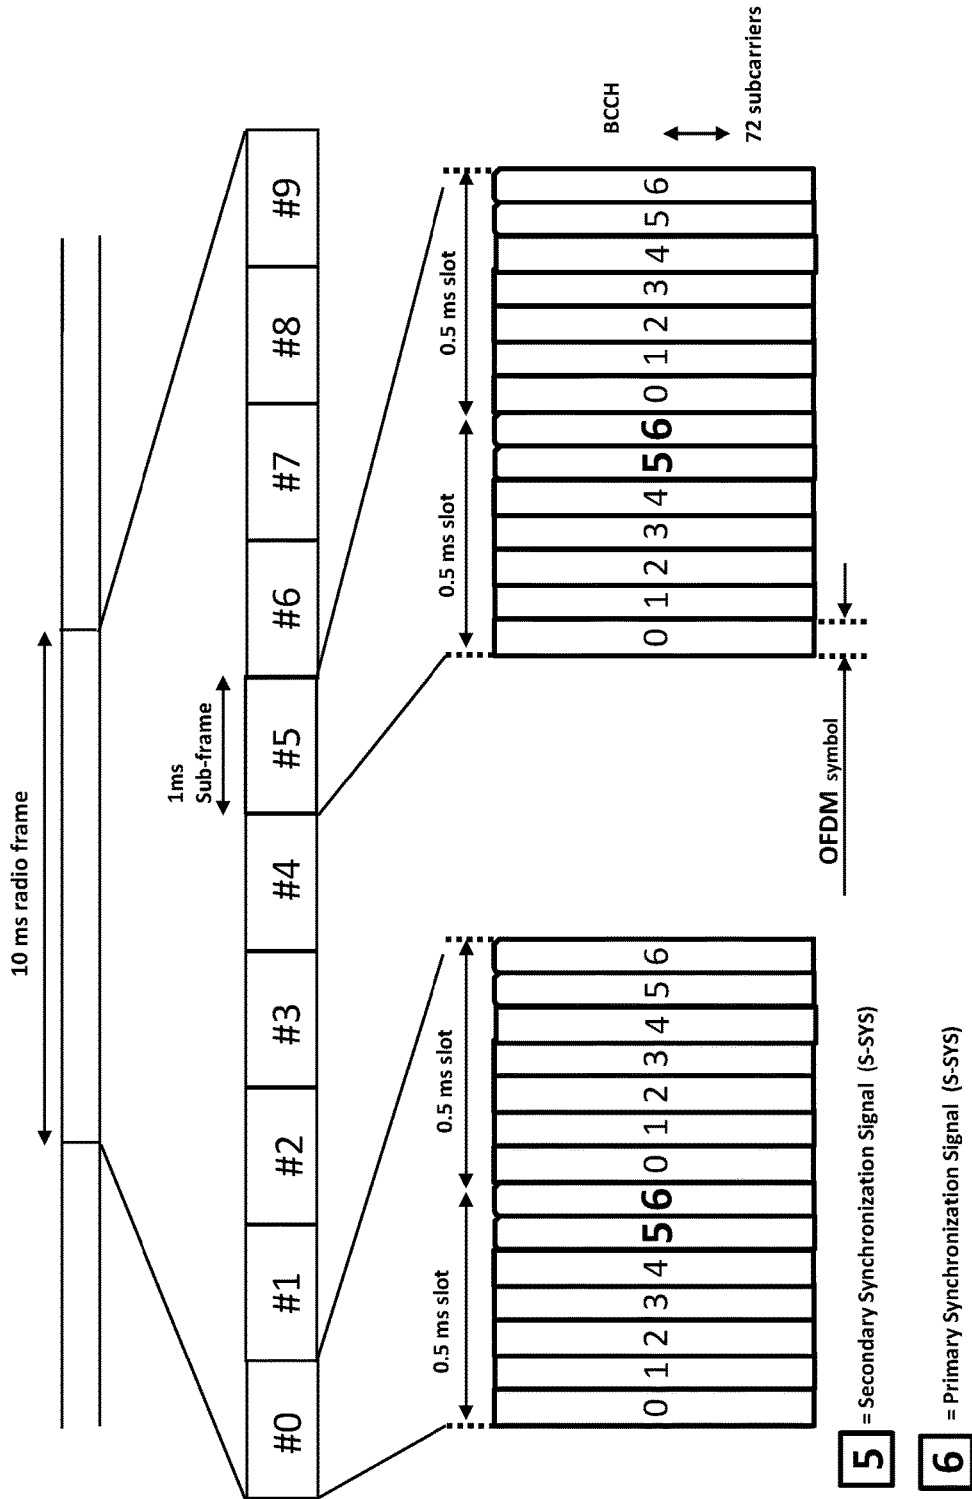 10 ms radio frame
1ms
Sub-frame
#0 #1 #2 #3 #4 #5 #6 #7 #8 #9
0.5 ms slot 0.5 ms slot 0.5 ms slot 0.5 ms slot
0 1 2 3 4 5 6 0 1 2 3 4 5 6 0 1 2 3 4 5 6 0 1 2 3 4 5 6
BCCH
72 subcarriers
OFDM symbol
5 = Secondary Synchronization Signal (S-SYS)
6 = Primary Synchronization Signal (S-SYS)